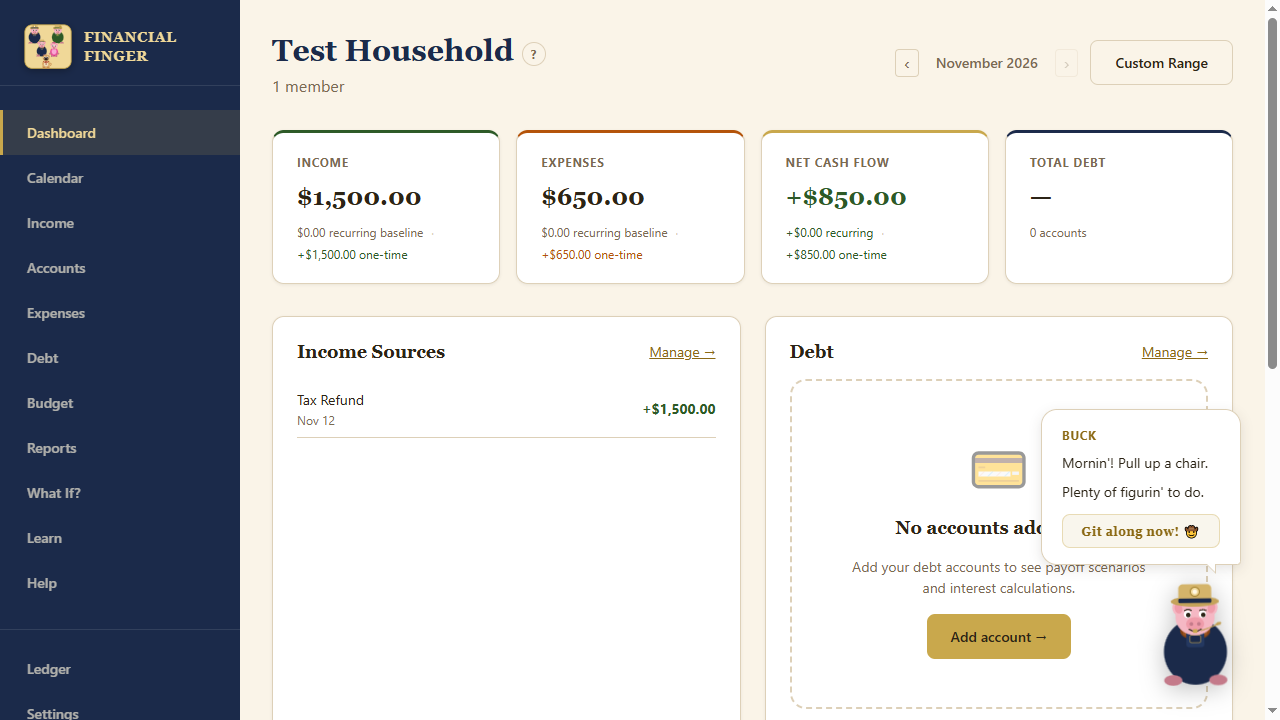 FINANCIAL
FINGER
Dashboard
Calendar
Income
Accounts
Expenses
Debt
Budget
Reports
What If?
Learn
Help
Ledger
Settings
Test Household ?
1 member
‹ November 2026 ›
Custom Range
INCOME
$1,500.00
$0.00 recurring baseline ·
+$1,500.00 one-time
EXPENSES
$650.00
$0.00 recurring baseline ·
+$650.00 one-time
NET CASH FLOW
+$850.00
+$0.00 recurring ·
+$850.00 one-time
TOTAL DEBT
—
0 accounts
Income Sources
Manage →
Tax Refund
Nov 12
+$1,500.00
Debt
Manage →
No accounts add
Add your debt accounts to see payoff scenarios
and interest calculations.
Add account →
BUCK
Mornin'! Pull up a chair.
Plenty of figurin' to do.
Git along now! 🤠